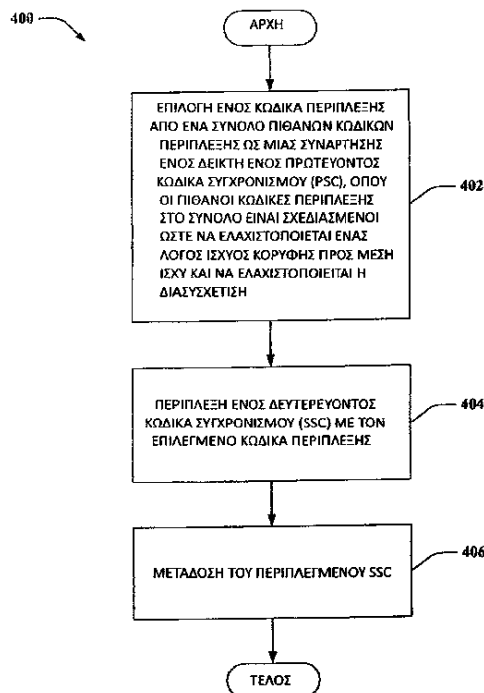 400
ΑΡΧΗ
ΕΠΙΛΟΓΗ ΕΝΟΣ ΚΩΔΙΚΑ ΠΕΡΙΠΛΕΞΗΣ
ΑΠΟ ΕΝΑ ΣΥΝΟΛΟ ΠΙΘΑΝΩΝ ΚΩΔΙΚΩΝ
ΠΕΡΙΠΛΕΞΗΣ ΩΣ ΜΙΑΣ ΣΥΝΑΡΤΗΣΗΣ
ΕΝΟΣ ΔΕΙΚΤΗ ΕΝΟΣ ΠΡΩΤΕΥΟΝΤΟΣ
ΚΩΔΙΚΑ ΣΥΓΧΡΟΝΙΣΜΟΥ (PSC), ΟΠΟΥ
ΟΙ ΠΙΘΑΝΟΙ ΚΩΔΙΚΕΣ ΠΕΡΙΠΛΕΞΗΣ
ΣΤΟ ΣΥΝΟΛΟ ΕΙΝΑΙ ΣΧΕΔΙΑΣΜΕΝΟΙ
ΩΣΤΕ ΝΑ ΕΛΑΧΙΣΤΟΠΟΙΕΙΤΑΙ ΕΝΑΣ
ΛΟΓΟΣ ΙΣΧΥΟΣ ΚΟΡΥΦΗΣ ΠΡΟΣ ΜΕΣΗ
ΙΣΧΥ ΚΑΙ ΝΑ ΕΛΑΧΙΣΤΟΠΟΙΕΙΤΑΙ Η
ΔΙΑΣΥΣΧΕΤΙΣΗ
402
ΠΕΡΙΠΛΕΞΗ ΕΝΟΣ ΔΕΥΤΕΡΕΥΟΝΤΟΣ
ΚΩΔΙΚΑ ΣΥΓΧΡΟΝΙΣΜΟΥ (SSC) ΜΕ ΤΟΝ
ΕΠΙΛΕΓΜΕΝΟ ΚΩΔΙΚΑ ΠΕΡΙΠΛΕΞΗΣ
404
ΜΕΤΑΔΟΣΗ ΤΟΥ ΠΕΡΙΠΛΕΓΜΕΝΟΥ SSC
406
ΤΕΛΟΣ